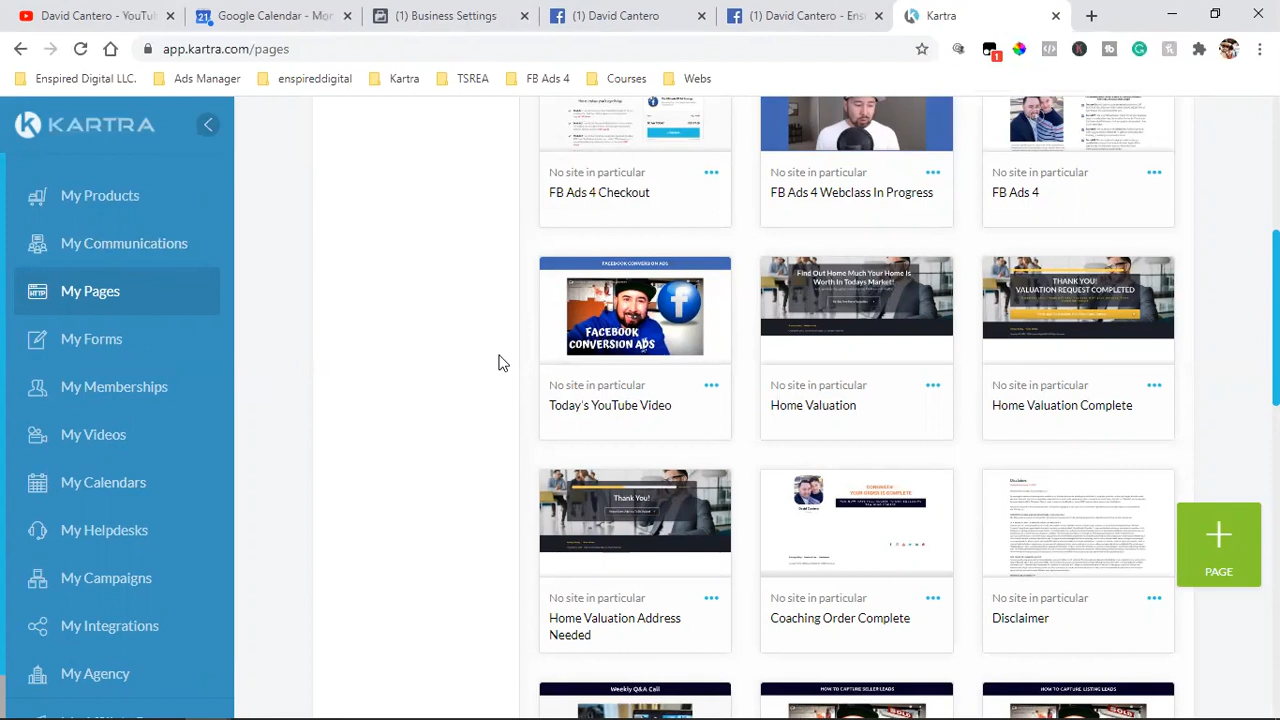 David Cantero - YouTu
Google Calendar - Mon
(1) Business settings
(1) David Cantero
David Cantero - Ens
Kartra
app.kartra.com/pages
Enspired Digital LLC.
Ads Manager
enspireddigital
Kartra
TSREA
FB Ads 4
Courses
Webs
KARTRA
My Products
My Communications
My Pages
My Forms
My Memberships
My Videos
My Calendars
My Helpdesks
My Campaigns
My Integrations
My Agency
No site in particular
FB Ads 4 Checkout
No site in particular
FB Ads 4 Webclass In Progress
No site in particular
FB Ads 4
FACEBOOK CONVERSION ADS
FACEBOOK
CONVERSION ADS
No site in particular
Today's YouTube Video
Find Out Home Much Your Home Is
Worth In Todays Market!
No site in particular
Home Valuation
THANK YOU!
VALUATION REQUEST COMPLETED
No site in particular
Home Valuation Complete
Thank You!
No site in particular
Home Valuation Address
Needed
YOUR ORDER IS COMPLETE
No site in particular
Coaching Order Complete
Disclaimer
No site in particular
Disclaimer
+
PAGE
Weekly Q&A Call
HOW TO CAPTURE SELLER LEADS
SOLD
HOW TO CAPTURE LISTING LEADS
SOLD